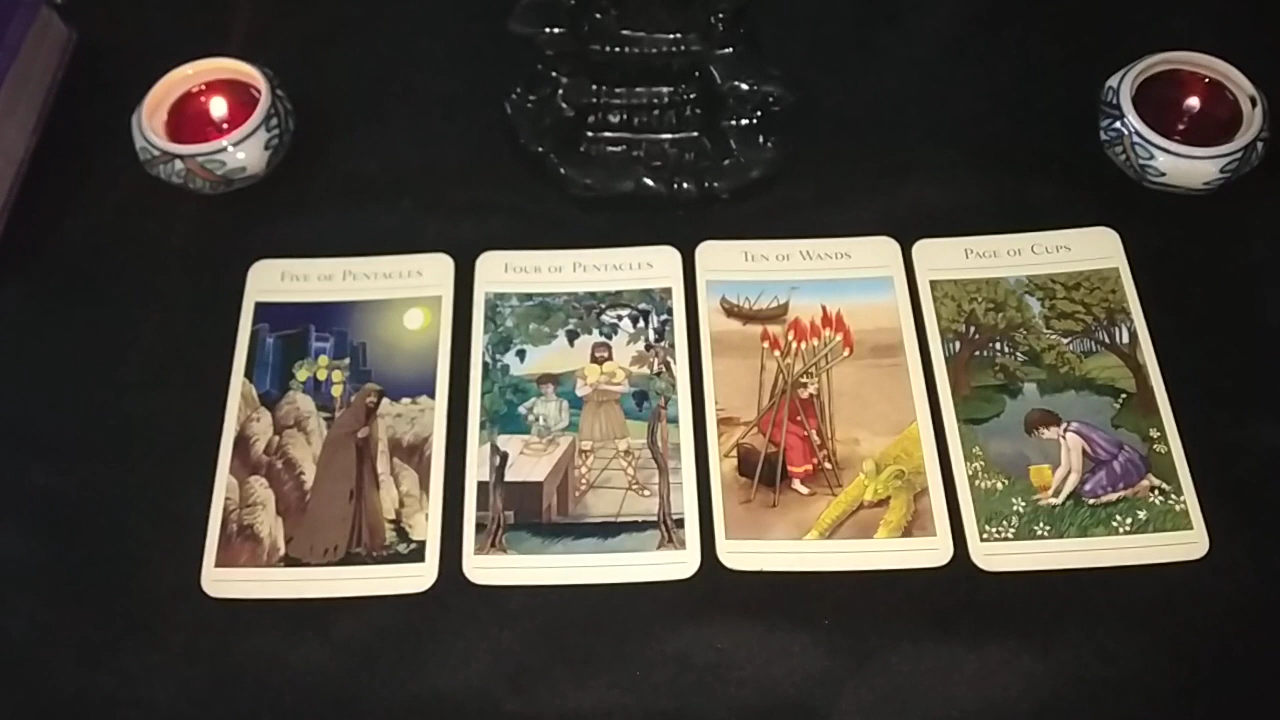 Five of Pentacles
Four of Pentacles
Ten of Wands
Page of Cups